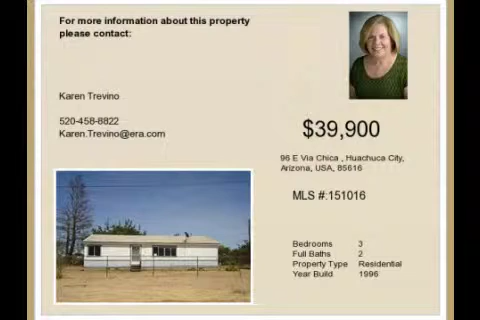 For more information about this property
please contact:
Karen Trevino
520-458-8822
Karen.Trevino@era.com
$39,900
96 E Via Chica , Huachuca City,
Arizona, USA, 85616
MLS #:151016
Bedrooms 3
Full Baths 2
Property Type Residential
Year Build 1996